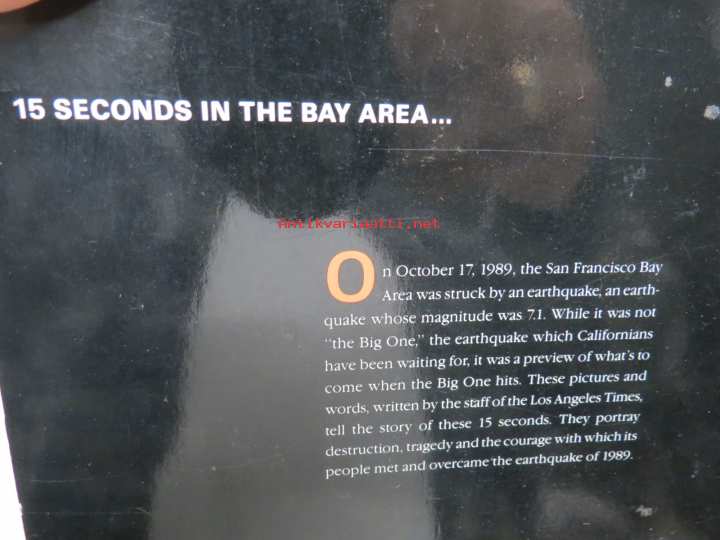 15 SECONDS IN THE BAY AREA...
Antikvariaatti.net
On October 17, 1989, the San Francisco Bay
Area was struck by an earthquake, an earth-
quake whose magnitude was 7.1. While it was not
"the Big One," the earthquake which Californians
have been waiting for, it was a preview of what's to
come when the Big One hits. These pictures and
words, written by the staff of the Los Angeles Times,
tell the story of these 15 seconds. They portray
destruction, tragedy and the courage with which its
people met and overcame the earthquake of 1989.